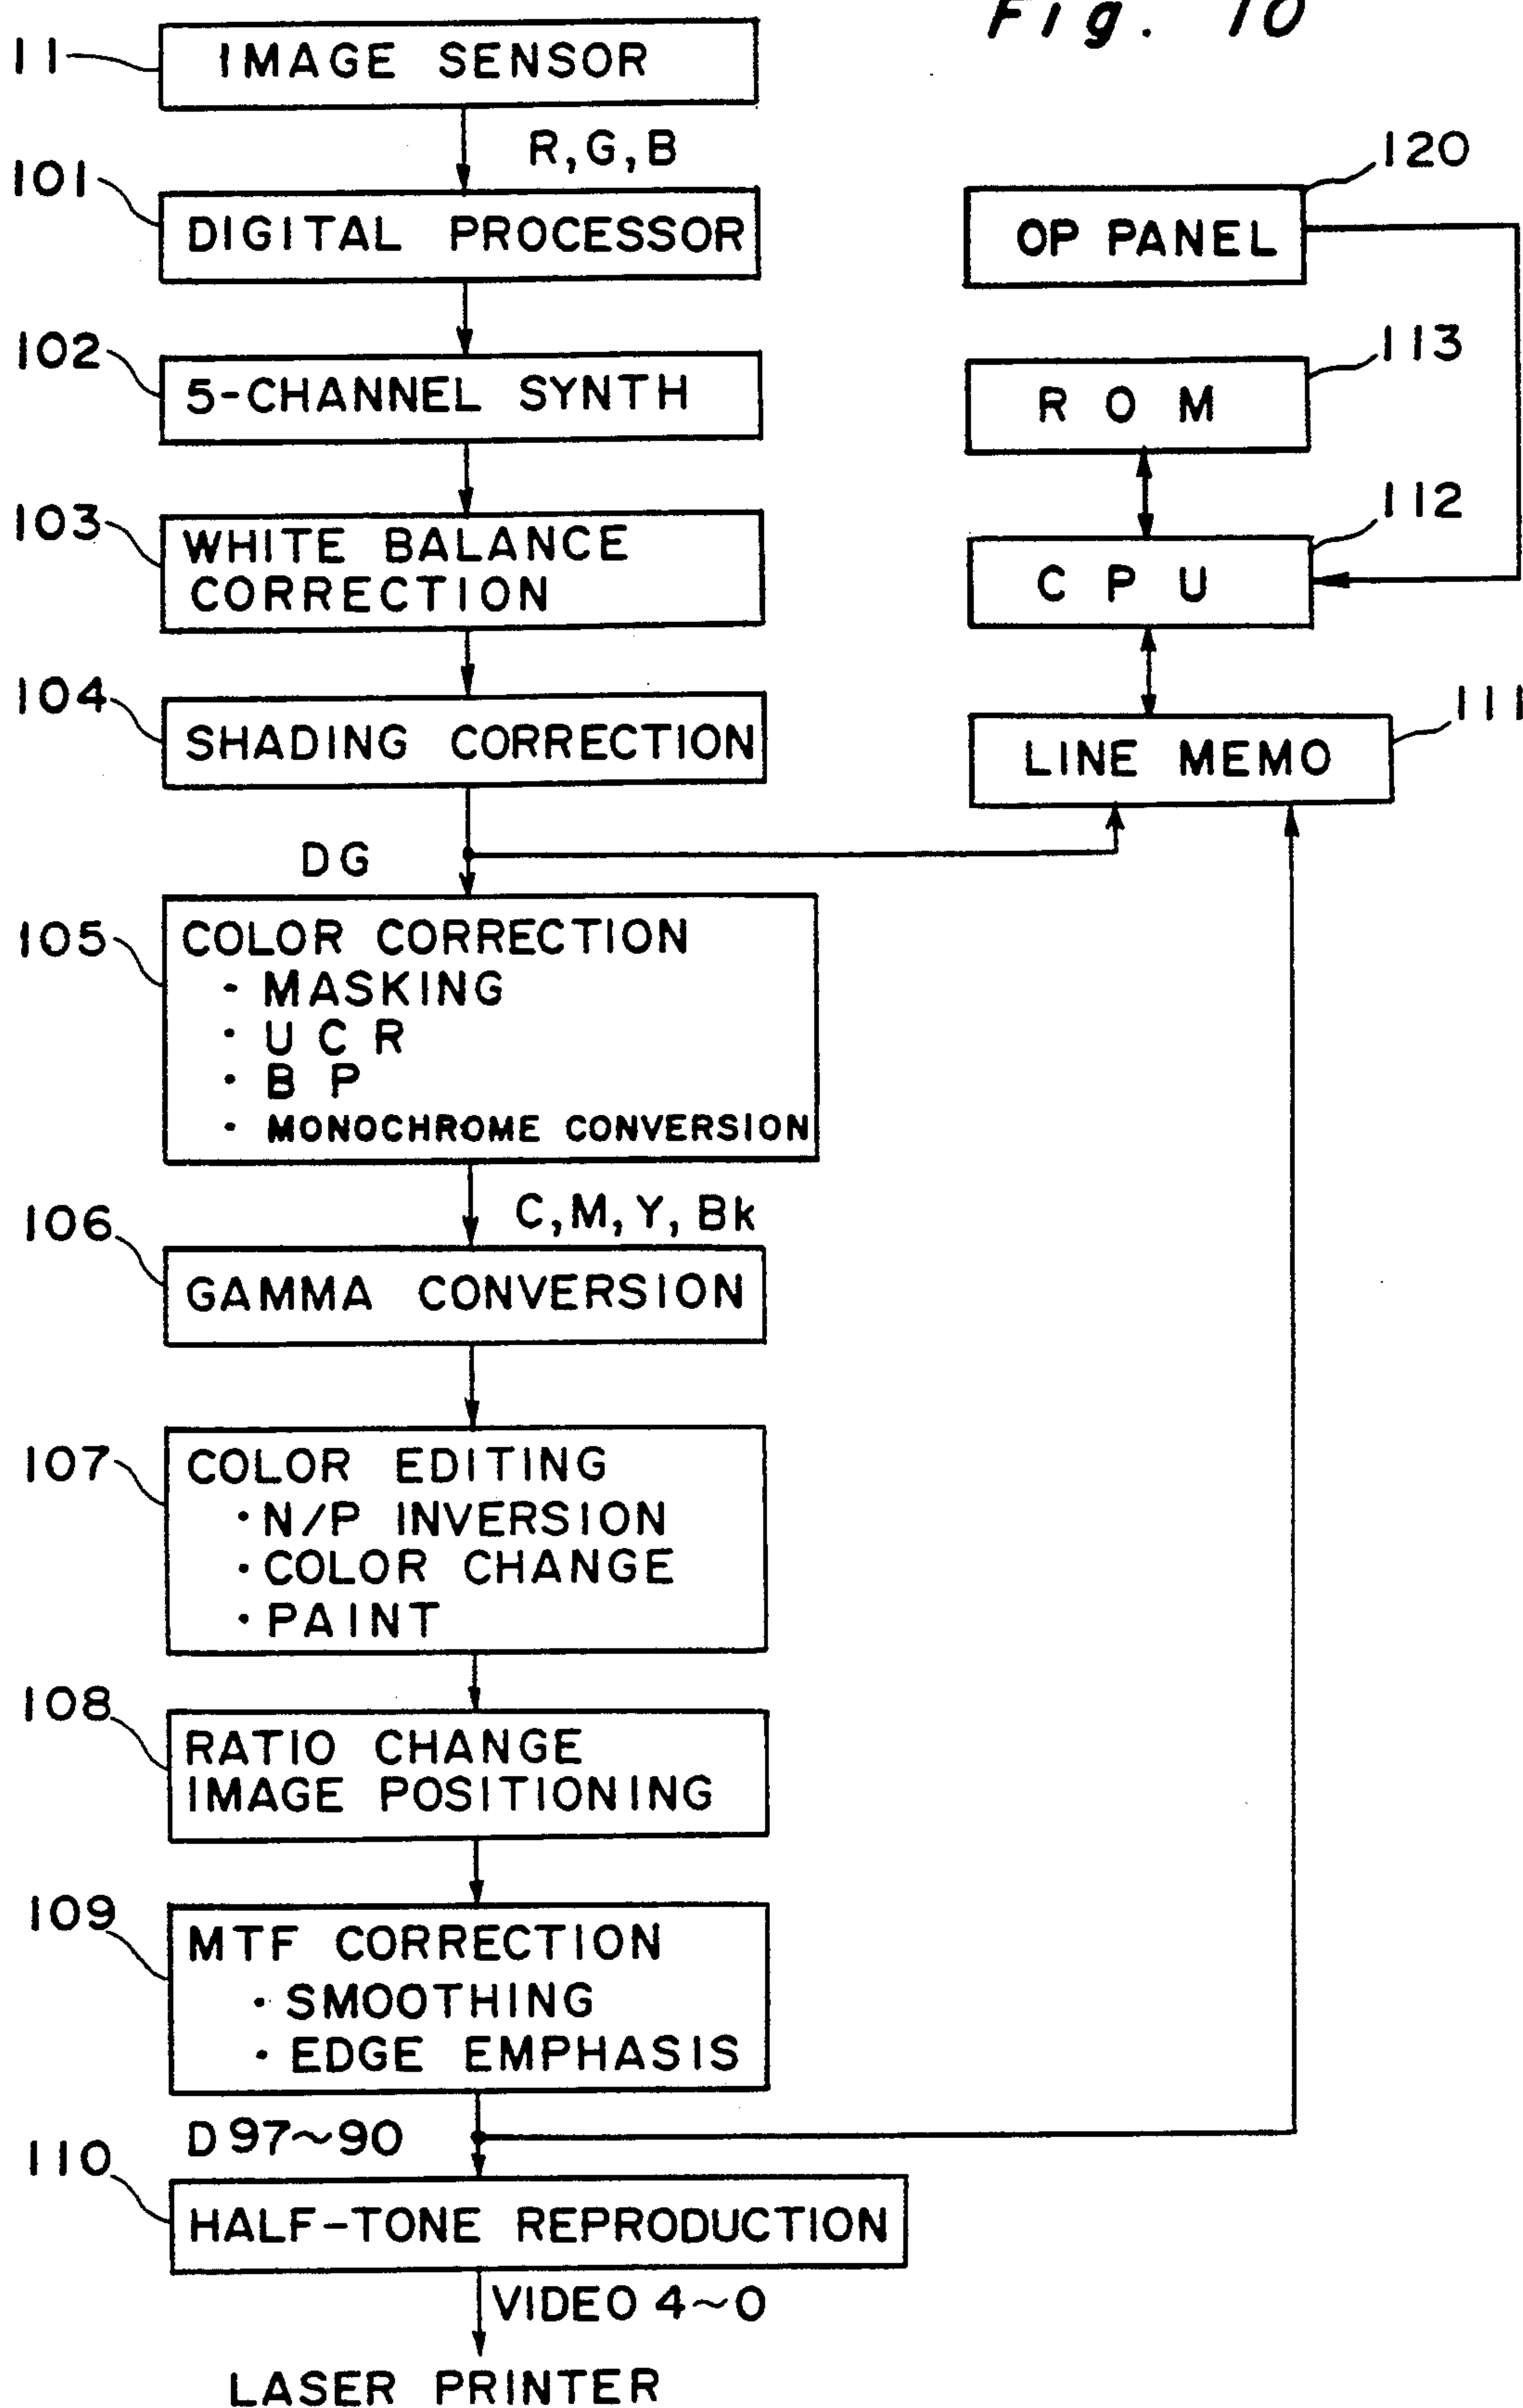 Fig. 10
11
IMAGE SENSOR
R, G, B
101
DIGITAL PROCESSOR
102
5-CHANNEL SYNTH
103
WHITE BALANCE
CORRECTION
104
SHADING CORRECTION
DG
105
COLOR CORRECTION
· MASKING
· U C R
· B P
· MONOCHROME CONVERSION
C, M, Y, Bk
106
GAMMA CONVERSION
107
COLOR EDITING
· N/P INVERSION
· COLOR CHANGE
· PAINT
108
RATIO CHANGE
IMAGE POSITIONING
109
MTF CORRECTION
· SMOOTHING
· EDGE EMPHASIS
D 97~90
110
HALF-TONE REPRODUCTION
VIDEO 4~0
LASER PRINTER
120
OP PANEL
113
R O M
112
C P U
111
LINE MEMO